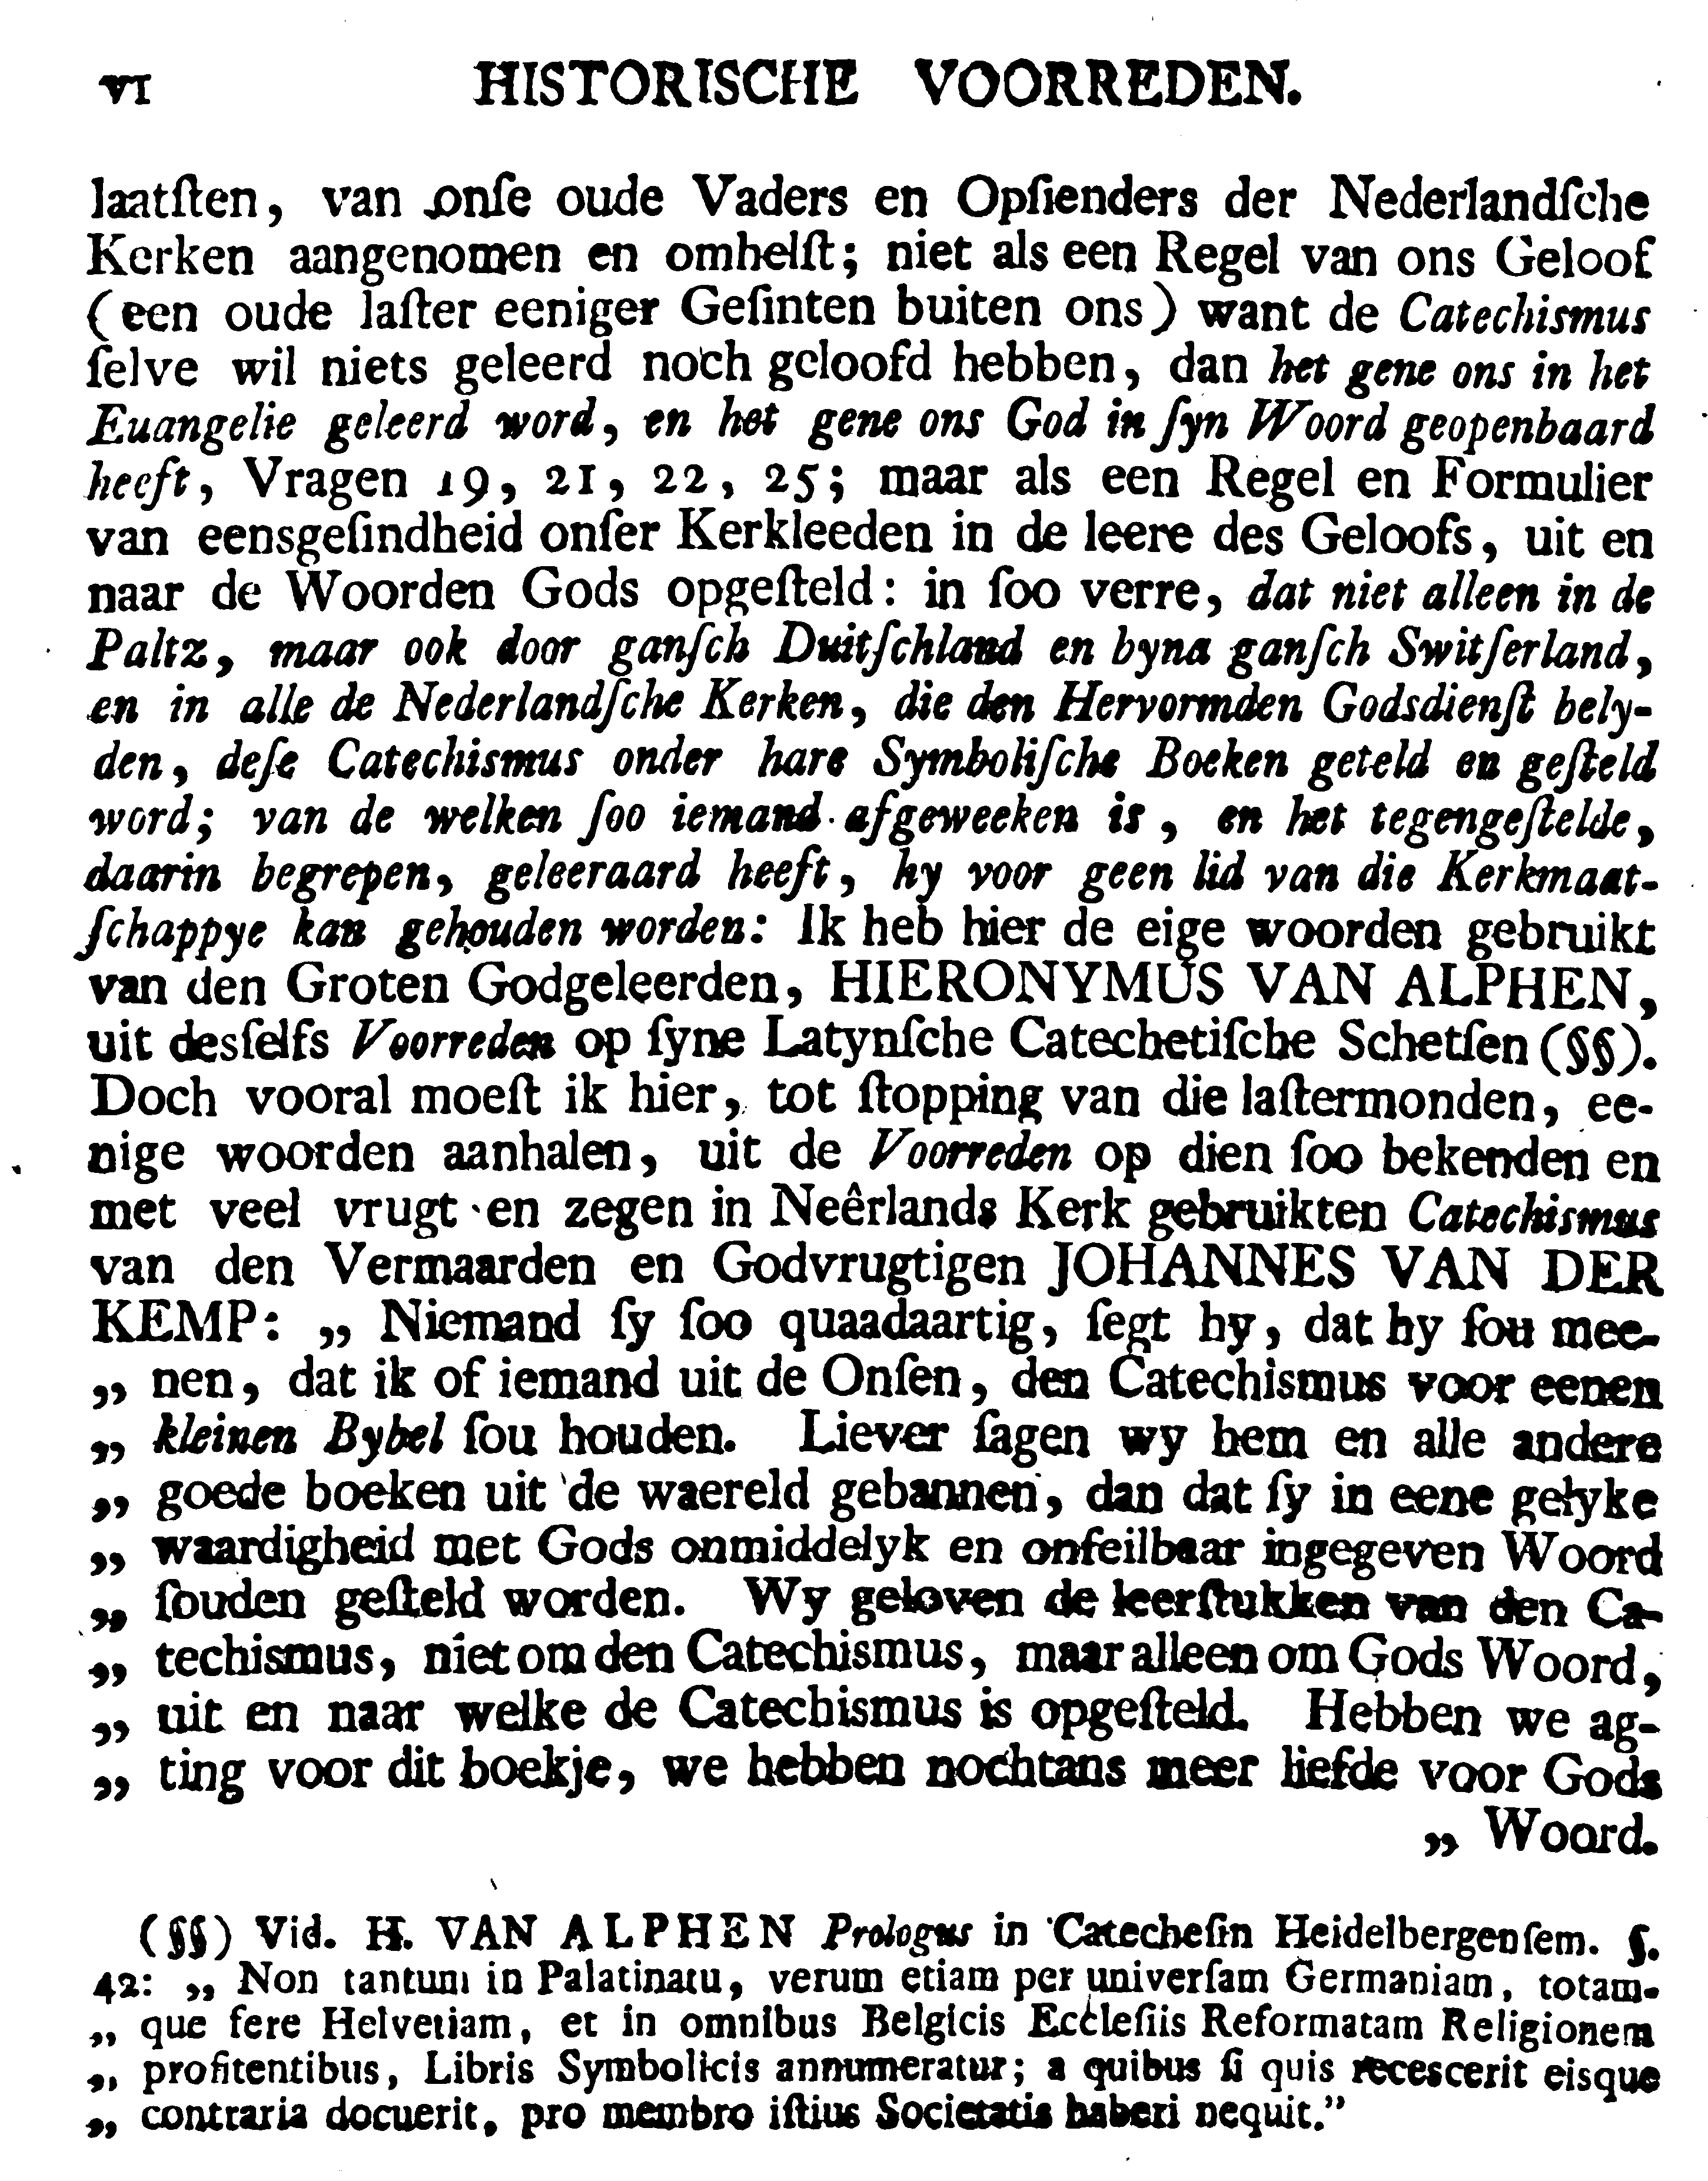 VI HISTORISCHE VOORREDEN.
laatſten, van onſe oude Vaders en Opſienders der Nederlandſche
Kerken aangenomen en omhelſt; niet als een Regel van ons Geloof
(een oude laſter eeniger Geſinten buiten ons) want de Catechismus
ſelve wil niets geleerd noch geloofd hebben, dan het gene ons in het
Euangelie geleerd word, en het gene ons God in ſyn Woord geopenbaard
heeft, Vragen 19, 21, 22, 25; maar als een Regel en Formulier
van eensgeſindheid onſer Kerkleeden in de leere des Geloofs, uit en
naar de Woorden Gods opgeſteld: in ſoo verre, dat niet alleen in de
Paltz, maar ook door ganſch Duitſchland en byna ganſch Switſerland,
en in alle de Nederlandſche Kerken, die den Hervormden Godsdienſt bely-
den, deſe Catechismus onder hare Symboliſche Boeken geteld en geſteld
word; van de welken ſoo iemand afgeweeken is, en het tegengeſtelde,
daarin begrepen, geleeraard heeft, hy voor geen lid van die Kerkmaat-
ſchappye kan gehouden worden: Ik heb hier de eige woorden gebruikt
van den Groten Godgeleerden, HIERONYMUS VAN ALPHEN,
uit desſelfs Voorreden op ſyne Latynſche Catechetiſche Schetſen (§§).
Doch vooral moeſt ik hier, tot ſtopping van die laſtermonden, ee-
nige woorden aanhalen, uit de Voorreden op dien ſoo bekenden en
met veel vrugt en zegen in Neêrlands Kerk gebruikten Catechismus
van den Vermaarden en Godvrugtigen JOHANNES VAN DER
KEMP: „ Niemand ſy ſoo quaadaartig, ſegt hy, dat hy ſou mee-
„ nen, dat ik of iemand uit de Onſen, den Catechismus voor eenen
„ kleinen Bybel ſou houden. Liever ſagen wy hem en alle andere
„ goede boeken uit de waereld gebannen, dan dat ſy in eene gelyke
„ waardigheid met Gods onmiddelyk en onfeilbaar ingegeven Woord
„ ſouden geſteld worden. Wy geloven de leerſtukken van den Ca-
„ techismus, niet om den Catechismus, maar alleen om Gods Woord,
„ uit en naar welke de Catechismus is opgeſteld. Hebben we ag-
„ ting voor dit boekje, we hebben nochtans meer liefde voor Gods
„ Woord.
(§§) Vid. H. VAN ALPHEN Prologus in Catecheſin Heidelbergenſem. §.
42: „ Non tantum in Palatinatu, verum etiam per univerſam Germaniam, totam-
„ que fere Helvetiam, et in omnibus Belgicis Eccleſiis Reformatam Religionem
„ profitentibus, Libris Symbolicis annumeratur; a quibus ſi quis recescerit eisque
„ contraria docuerit, pro membro iſtius Societatis haberi nequit.”